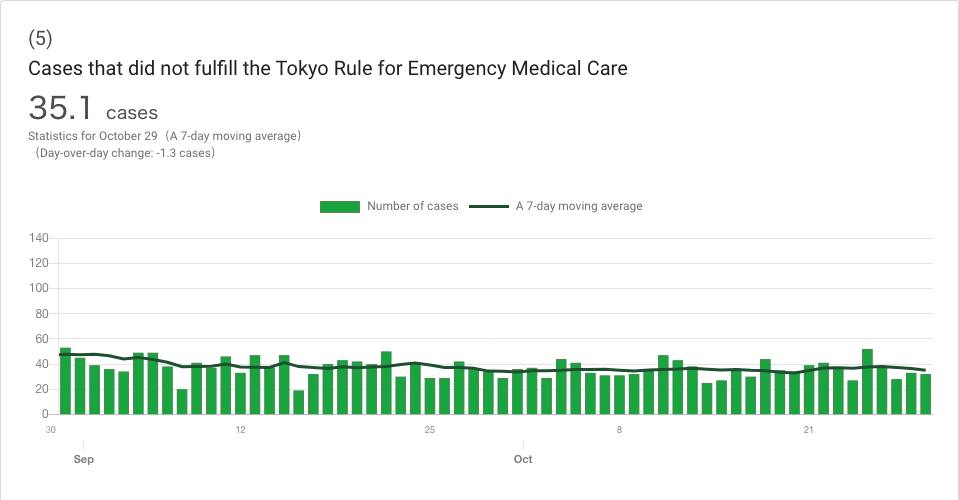 (5)
Cases that did not fulfill the Tokyo Rule for Emergency Medical Care
35.1 cases
Statistics for October 29（A 7-day moving average）
（Day-over-day change: -1.3 cases）
Number of cases A 7-day moving average
140
120
100
80
60
40
20
0
30 12 25 8 21
Sep Oct